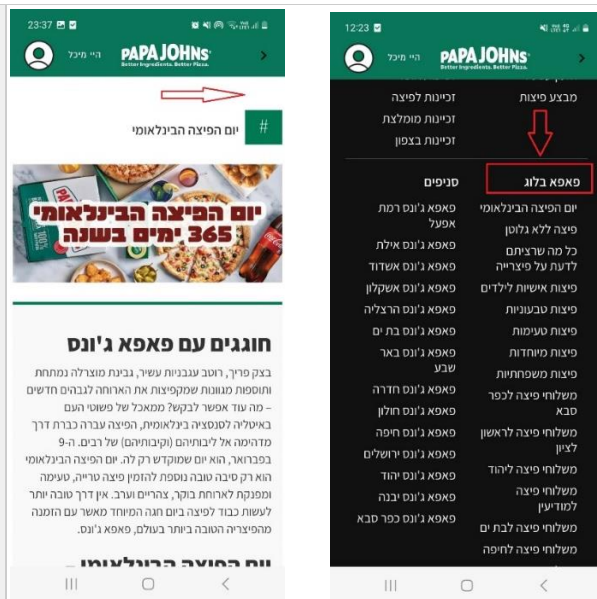 23:37
היי מיכל
PAPA JOHNS
Better Ingredients. Better Pizza.
# יום הפיצה הבינלאומי
יום הפיצה הבינלאומי
365 ימים בשנה
חוגגים עם פאפא ג'ונס
בצק פריך, רוטב עגבניות עשיר, גבינת מוצרלה נמתחת
ותוספות מגוונות שמקפיצות את הארוחה לגבהים חדשים
– מה עוד אפשר לבקש? ממאכל של פשוטי העם
באיטליה לסנסציה בינלאומית, הפיצה עברה כברת דרך
מדהימה אל ליבותיהם (וקיבותיהם) של רבים. ה-9
בפברואר, הוא יום שמוקדש רק לה. יום הפיצה הבינלאומי
הוא רק סיבה טובה נוספת להזמין פיצה טרייה, טעימה
ומפנקת לארוחת בוקר, צהריים וערב. אין דרך טובה יותר
לעשות כבוד לפיצה ביום חגה המיוחד מאשר עם הזמנה
מהפיצריה הטובה ביותר בעולם, פאפא ג'ונס.
יום הפיצה הבינלאומי –
12:23
היי מיכל
PAPA JOHNS
Better Ingredients. Better Pizza.
מבצע פיצות
זכיינות לפיצה
זכיינות מומלצת
זכיינות בצפון
פאפא בלוג
יום הפיצה הבינלאומי
פיצה ללא גלוטן
כל מה שרציתם
לדעת על פיצרייה
פיצות אישיות לילדים
פיצות טבעוניות
פיצות טעימות
פיצות מיוחדות
פיצות משפחתיות
משלוחי פיצה לכפר
סבא
משלוחי פיצה לראשון
לציון
משלוחי פיצה ליהוד
משלוחי פיצה
למודיעין
משלוחי פיצה לבת ים
משלוחי פיצה לחיפה
סניפים
פאפא ג'ונס רמת
אפעל
פאפא ג'ונס אילת
פאפא ג'ונס אשדוד
פאפא ג'ונס אשקלון
פאפא ג'ונס הרצליה
פאפא ג'ונס בת ים
פאפא ג'ונס באר
שבע
פאפא ג'ונס חדרה
פאפא ג'ונס חולון
פאפא ג'ונס חיפה
פאפא ג'ונס ירושלים
פאפא ג'ונס יהוד
פאפא ג'ונס יבנה
פאפא ג'ונס כפר סבא